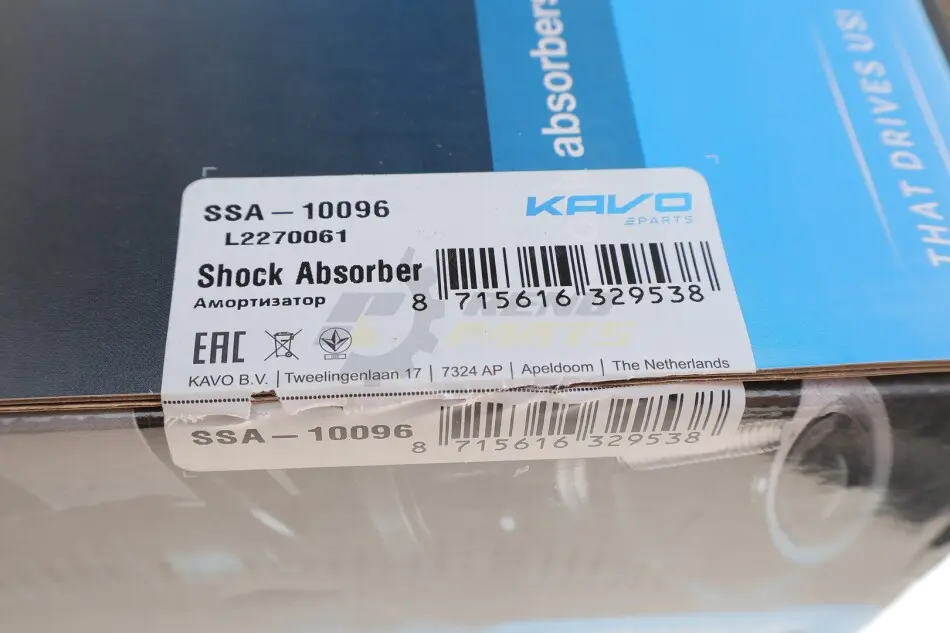 absorbers
THAT DRIVES US!
SSA – 10096
L2270061
KAVO
PARTS
Shock Absorber
Амортизатор
8 715616 329538
EAC
KAVO B.V. | Tweelingenlaan 17 | 7324 AP | Apeldoorn | The Netherlands
SSA – 10096
8 715616 329538
PARTS